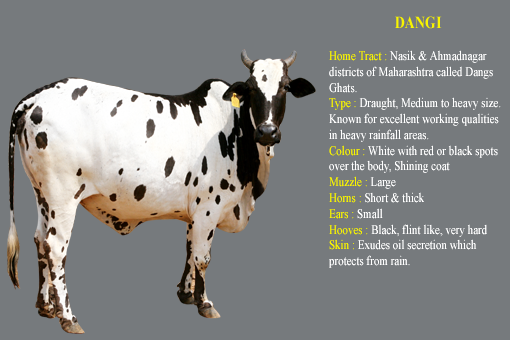 DANGI
Home Tract : Nasik & Ahmadnagar
districts of Maharashtra called Dangs
Ghats.
Type : Draught, Medium to heavy size.
Known for excellent working qualities
in heavy rainfall areas.
Colour : White with red or black spots
over the body, Shining coat
Muzzle : Large
Horns : Short & thick
Ears : Small
Hooves : Black, flint like, very hard
Skin : Exudes oil secretion which
protects from rain.